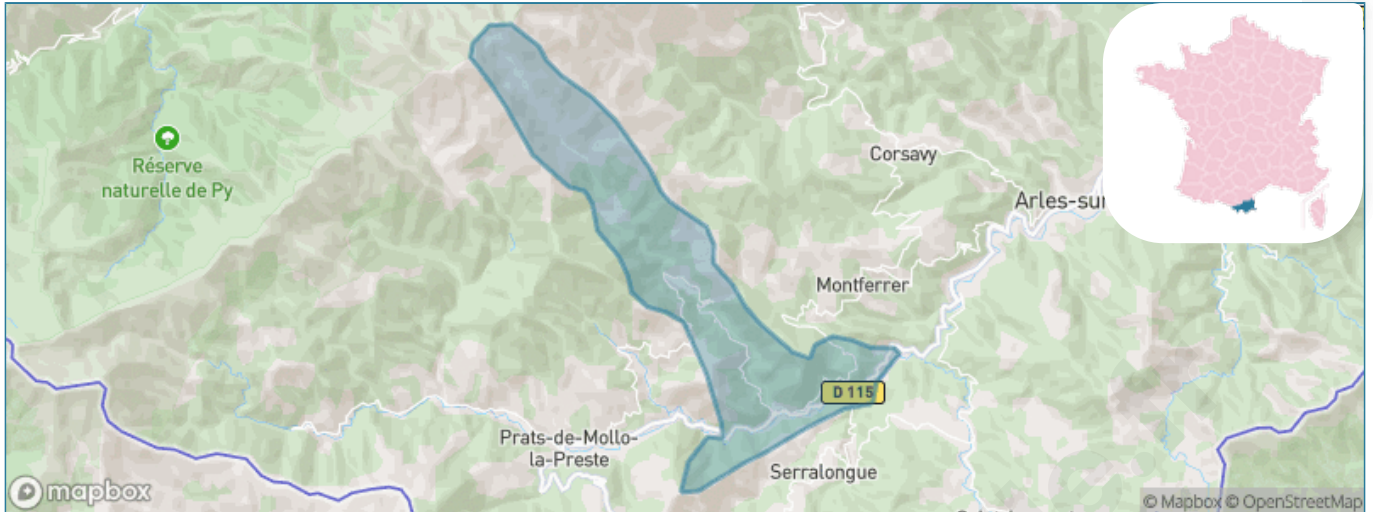 Corsavy
Réserve
naturelle de Py
Arles-sur
Montferrer
D 115
Prats-de-Mollo-
la-Preste
Serralongue
mapbox
© Mapbox © OpenStreetMap